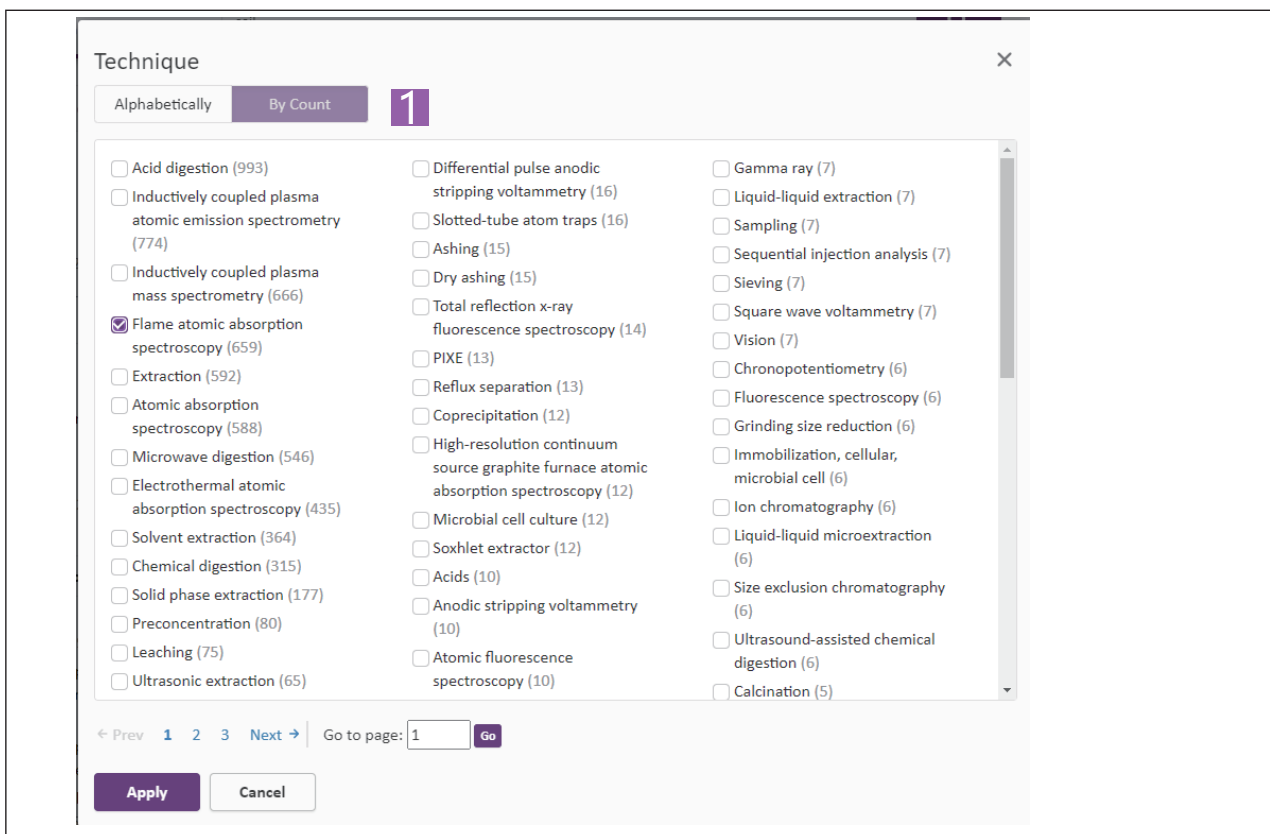 Technique
Alphabetically
By Count
1
Acid digestion (993)
Inductively coupled plasma
atomic emission spectrometry
(774)
Inductively coupled plasma
mass spectrometry (666)
Flame atomic absorption
spectroscopy (659)
Extraction (592)
Atomic absorption
spectroscopy (588)
Microwave digestion (546)
Electrothermal atomic
absorption spectroscopy (435)
Solvent extraction (364)
Chemical digestion (315)
Solid phase extraction (177)
Preconcentration (80)
Leaching (75)
Ultrasonic extraction (65)
Differential pulse anodic
stripping voltammetry (16)
Slotted-tube atom traps (16)
Ashing (15)
Dry ashing (15)
Total reflection x-ray
fluorescence spectroscopy (14)
PIXE (13)
Reflux separation (13)
Coprecipitation (12)
High-resolution continuum
source graphite furnace atomic
absorption spectroscopy (12)
Microbial cell culture (12)
Soxhlet extractor (12)
Acids (10)
Anodic stripping voltammetry
(10)
Atomic fluorescence
spectroscopy (10)
Gamma ray (7)
Liquid-liquid extraction (7)
Sampling (7)
Sequential injection analysis (7)
Sieving (7)
Square wave voltammetry (7)
Vision (7)
Chronopotentiometry (6)
Fluorescence spectroscopy (6)
Grinding size reduction (6)
Immobilization, cellular,
microbial cell (6)
Ion chromatography (6)
Liquid-liquid microextraction
(6)
Size exclusion chromatography
(6)
Ultrasound-assisted chemical
digestion (6)
Calcination (5)
← Prev 1 2 3 Next → Go to page: 1 Go
Apply Cancel